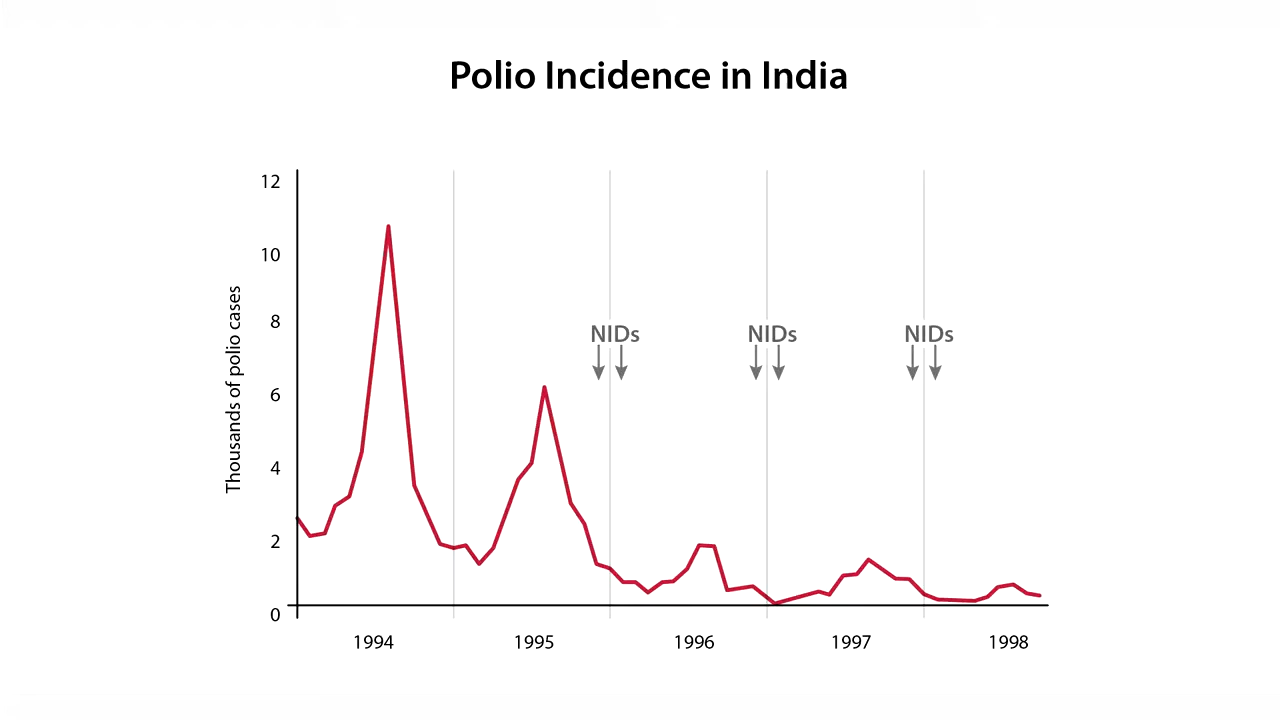 Polio Incidence in India
Thousands of polio cases
12
10
8
6
4
2
0
NIDs NIDs NIDs
1994 1995 1996 1997 1998